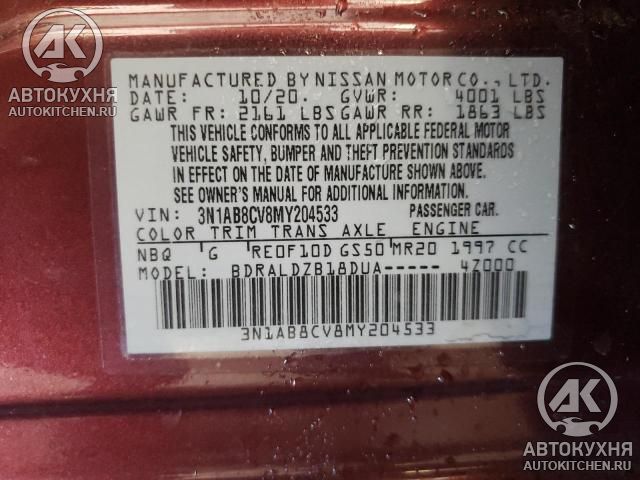 AK
АВТОКУХНЯ
AUTOKITCHEN.BY
MANUFACTURED BY NISSAN MOTOR CO., LTD.
DATE: 10/20. GVWR: 4001 LBS
GAWR FR: 2161 LBS GAWR RR: 1863 LBS
THIS VEHICLE CONFORMS TO ALL APPLICABLE FEDERAL MOTOR
VEHICLE SAFETY, BUMPER AND THEFT PREVENTION STANDARDS
IN EFFECT ON THE DATE OF MANUFACTURE SHOWN ABOVE.
SEE OWNER'S MANUAL FOR ADDITIONAL INFORMATION.
VIN: 3N1AB8CV8MY204533 PASSENGER CAR.
COLOR TRIM TRANS AXLE ENGINE
NBQ G RE0F10D GS50 MR20 1997 CC
MODEL: BDRALDZB18DUA----- 4Z000
3N1AB8CV8MY204533
AK
АВТОКУХНЯ
AUTOKITCHEN.BY